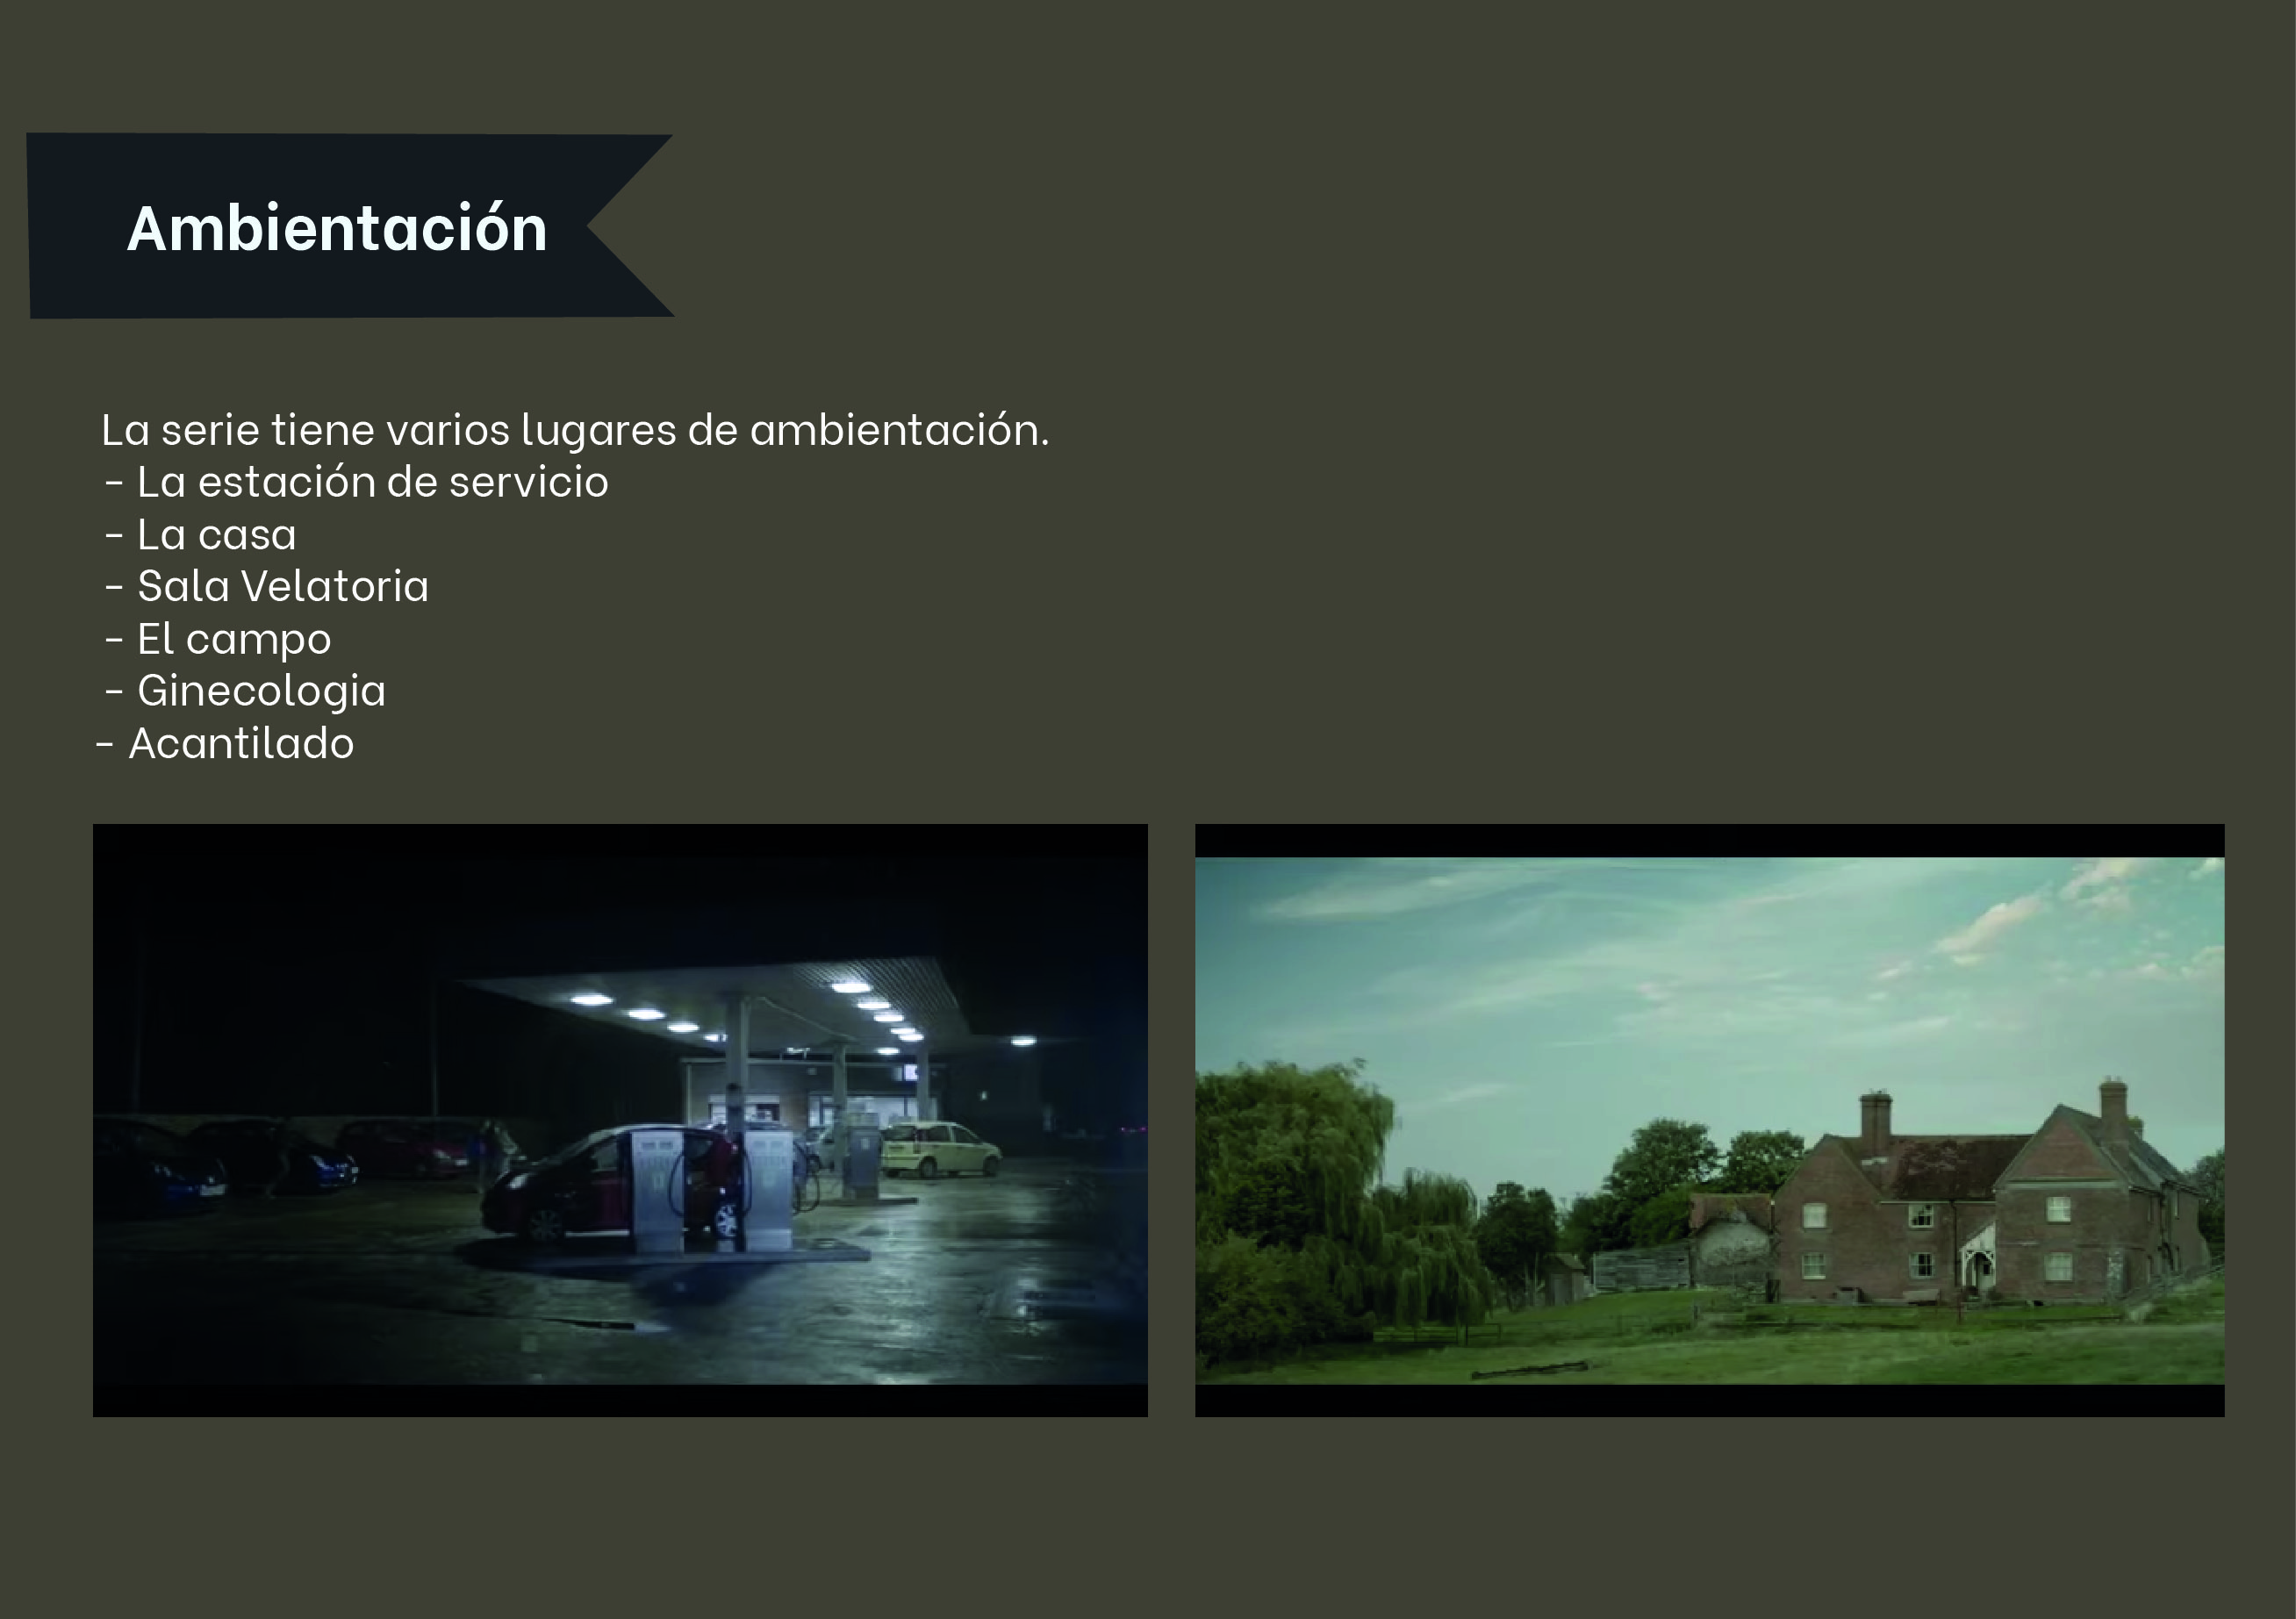 Ambientación
La serie tiene varios lugares de ambientación.
- La estación de servicio
- La casa
- Sala Velatoria
- El campo
- Ginecologia
- Acantilado